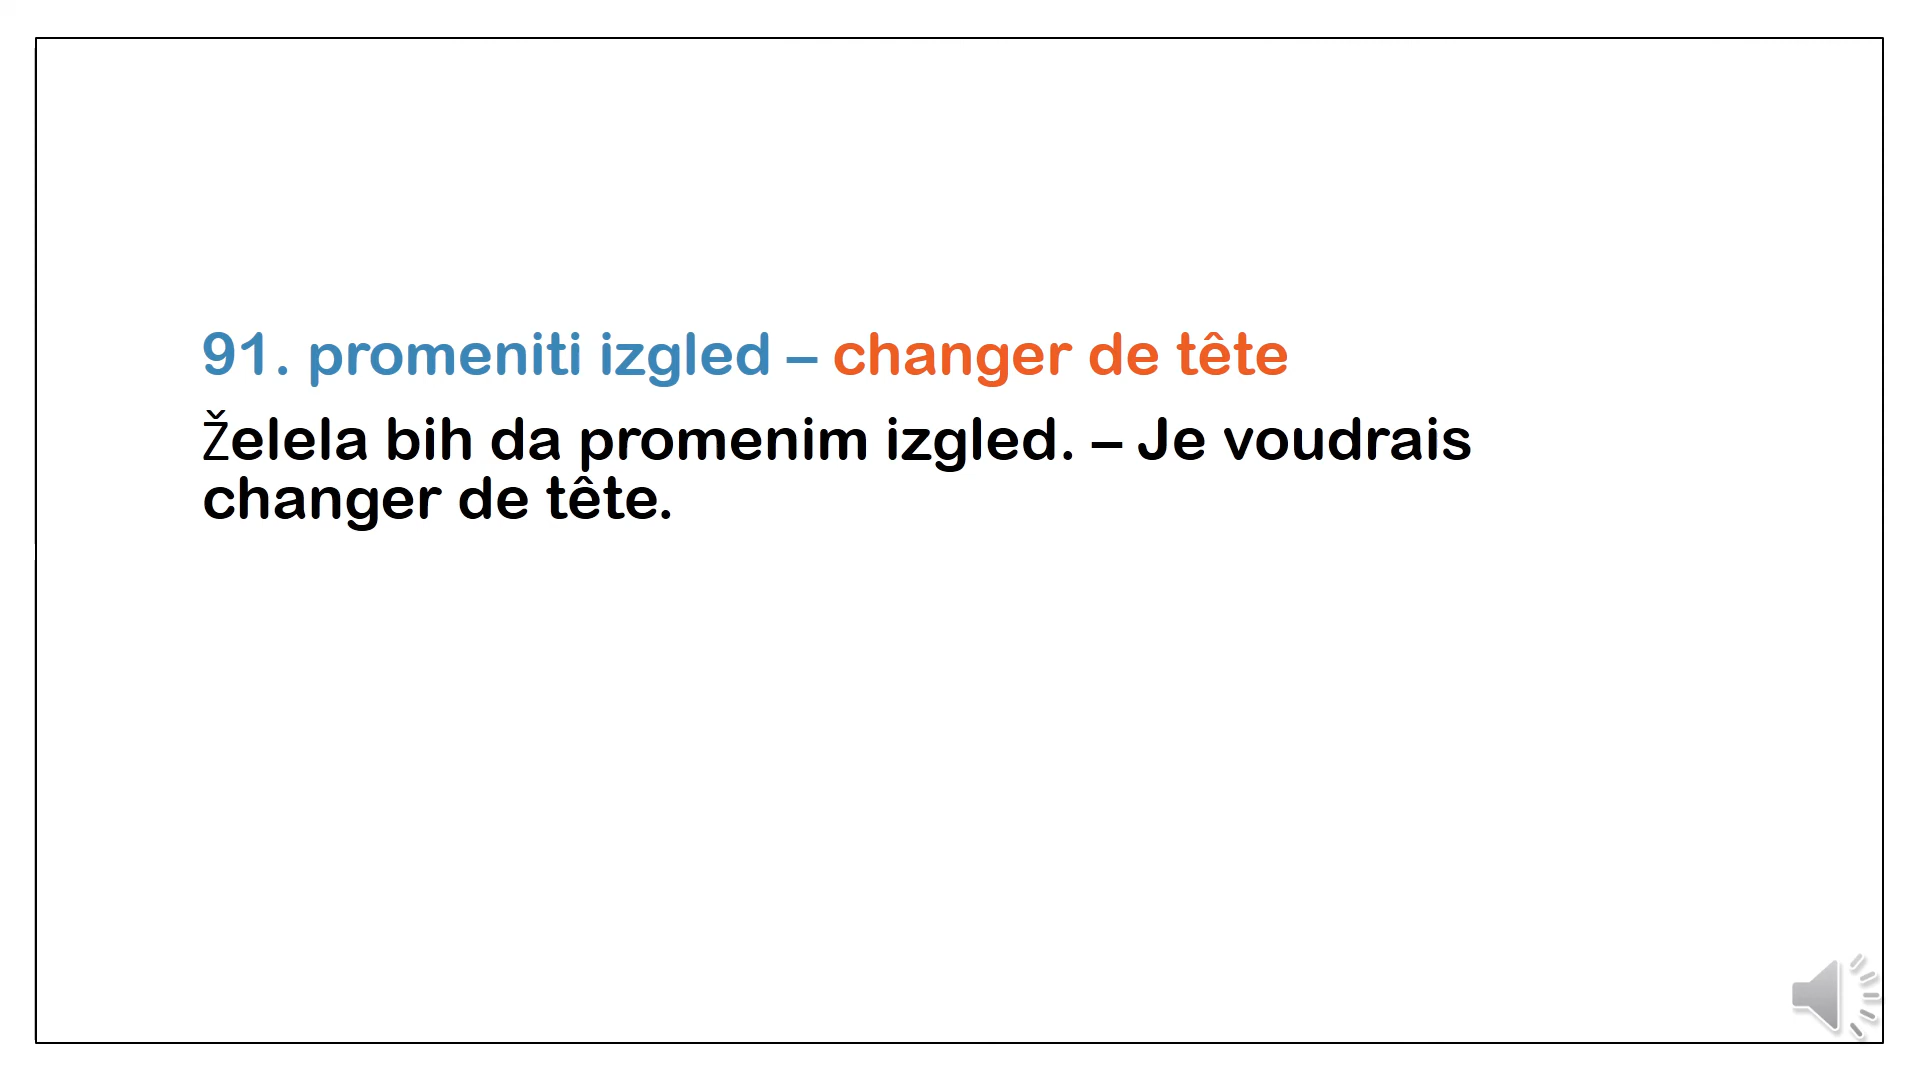 91. promeniti izgled – changer de tête
Želela bih da promenim izgled. – Je voudrais
changer de tête.